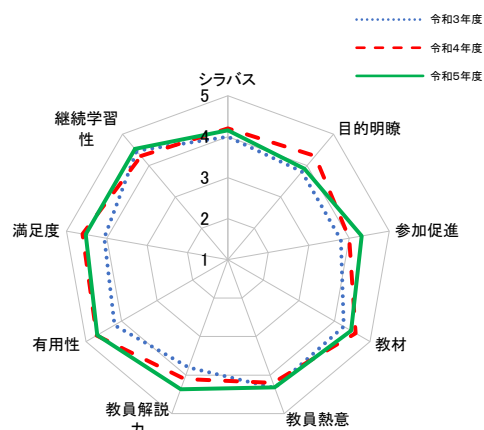 令和3年度
令和4年度
令和5年度
シラバス
5
目的明瞭
継続学習
性
4
3
満足度
参加促進
2
1
有用性
教材
教員解説
力
教員熱意